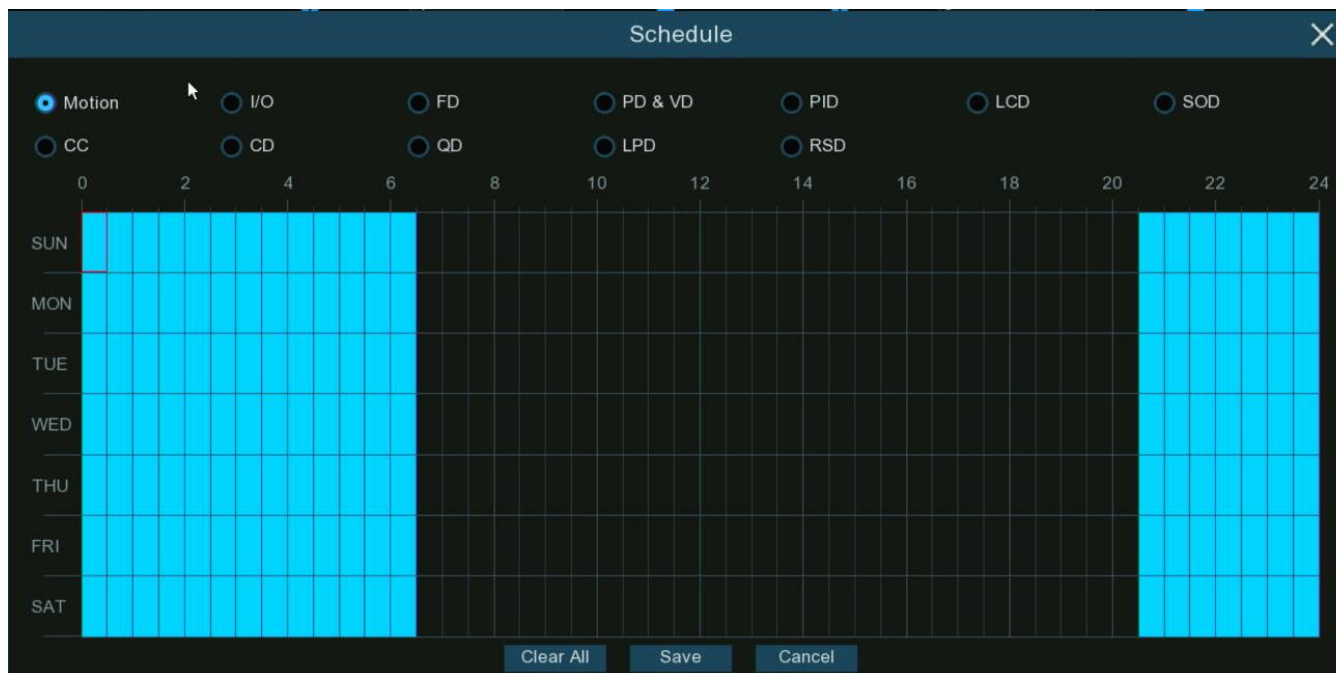 Schedule
Motion I/O FD PD & VD PID LCD SOD
CC CD QD LPD RSD
0 2 4 6 8 10 12 14 16 18 20 22 24
SUN
MON
TUE
WED
THU
FRI
SAT
Clear All Save Cancel